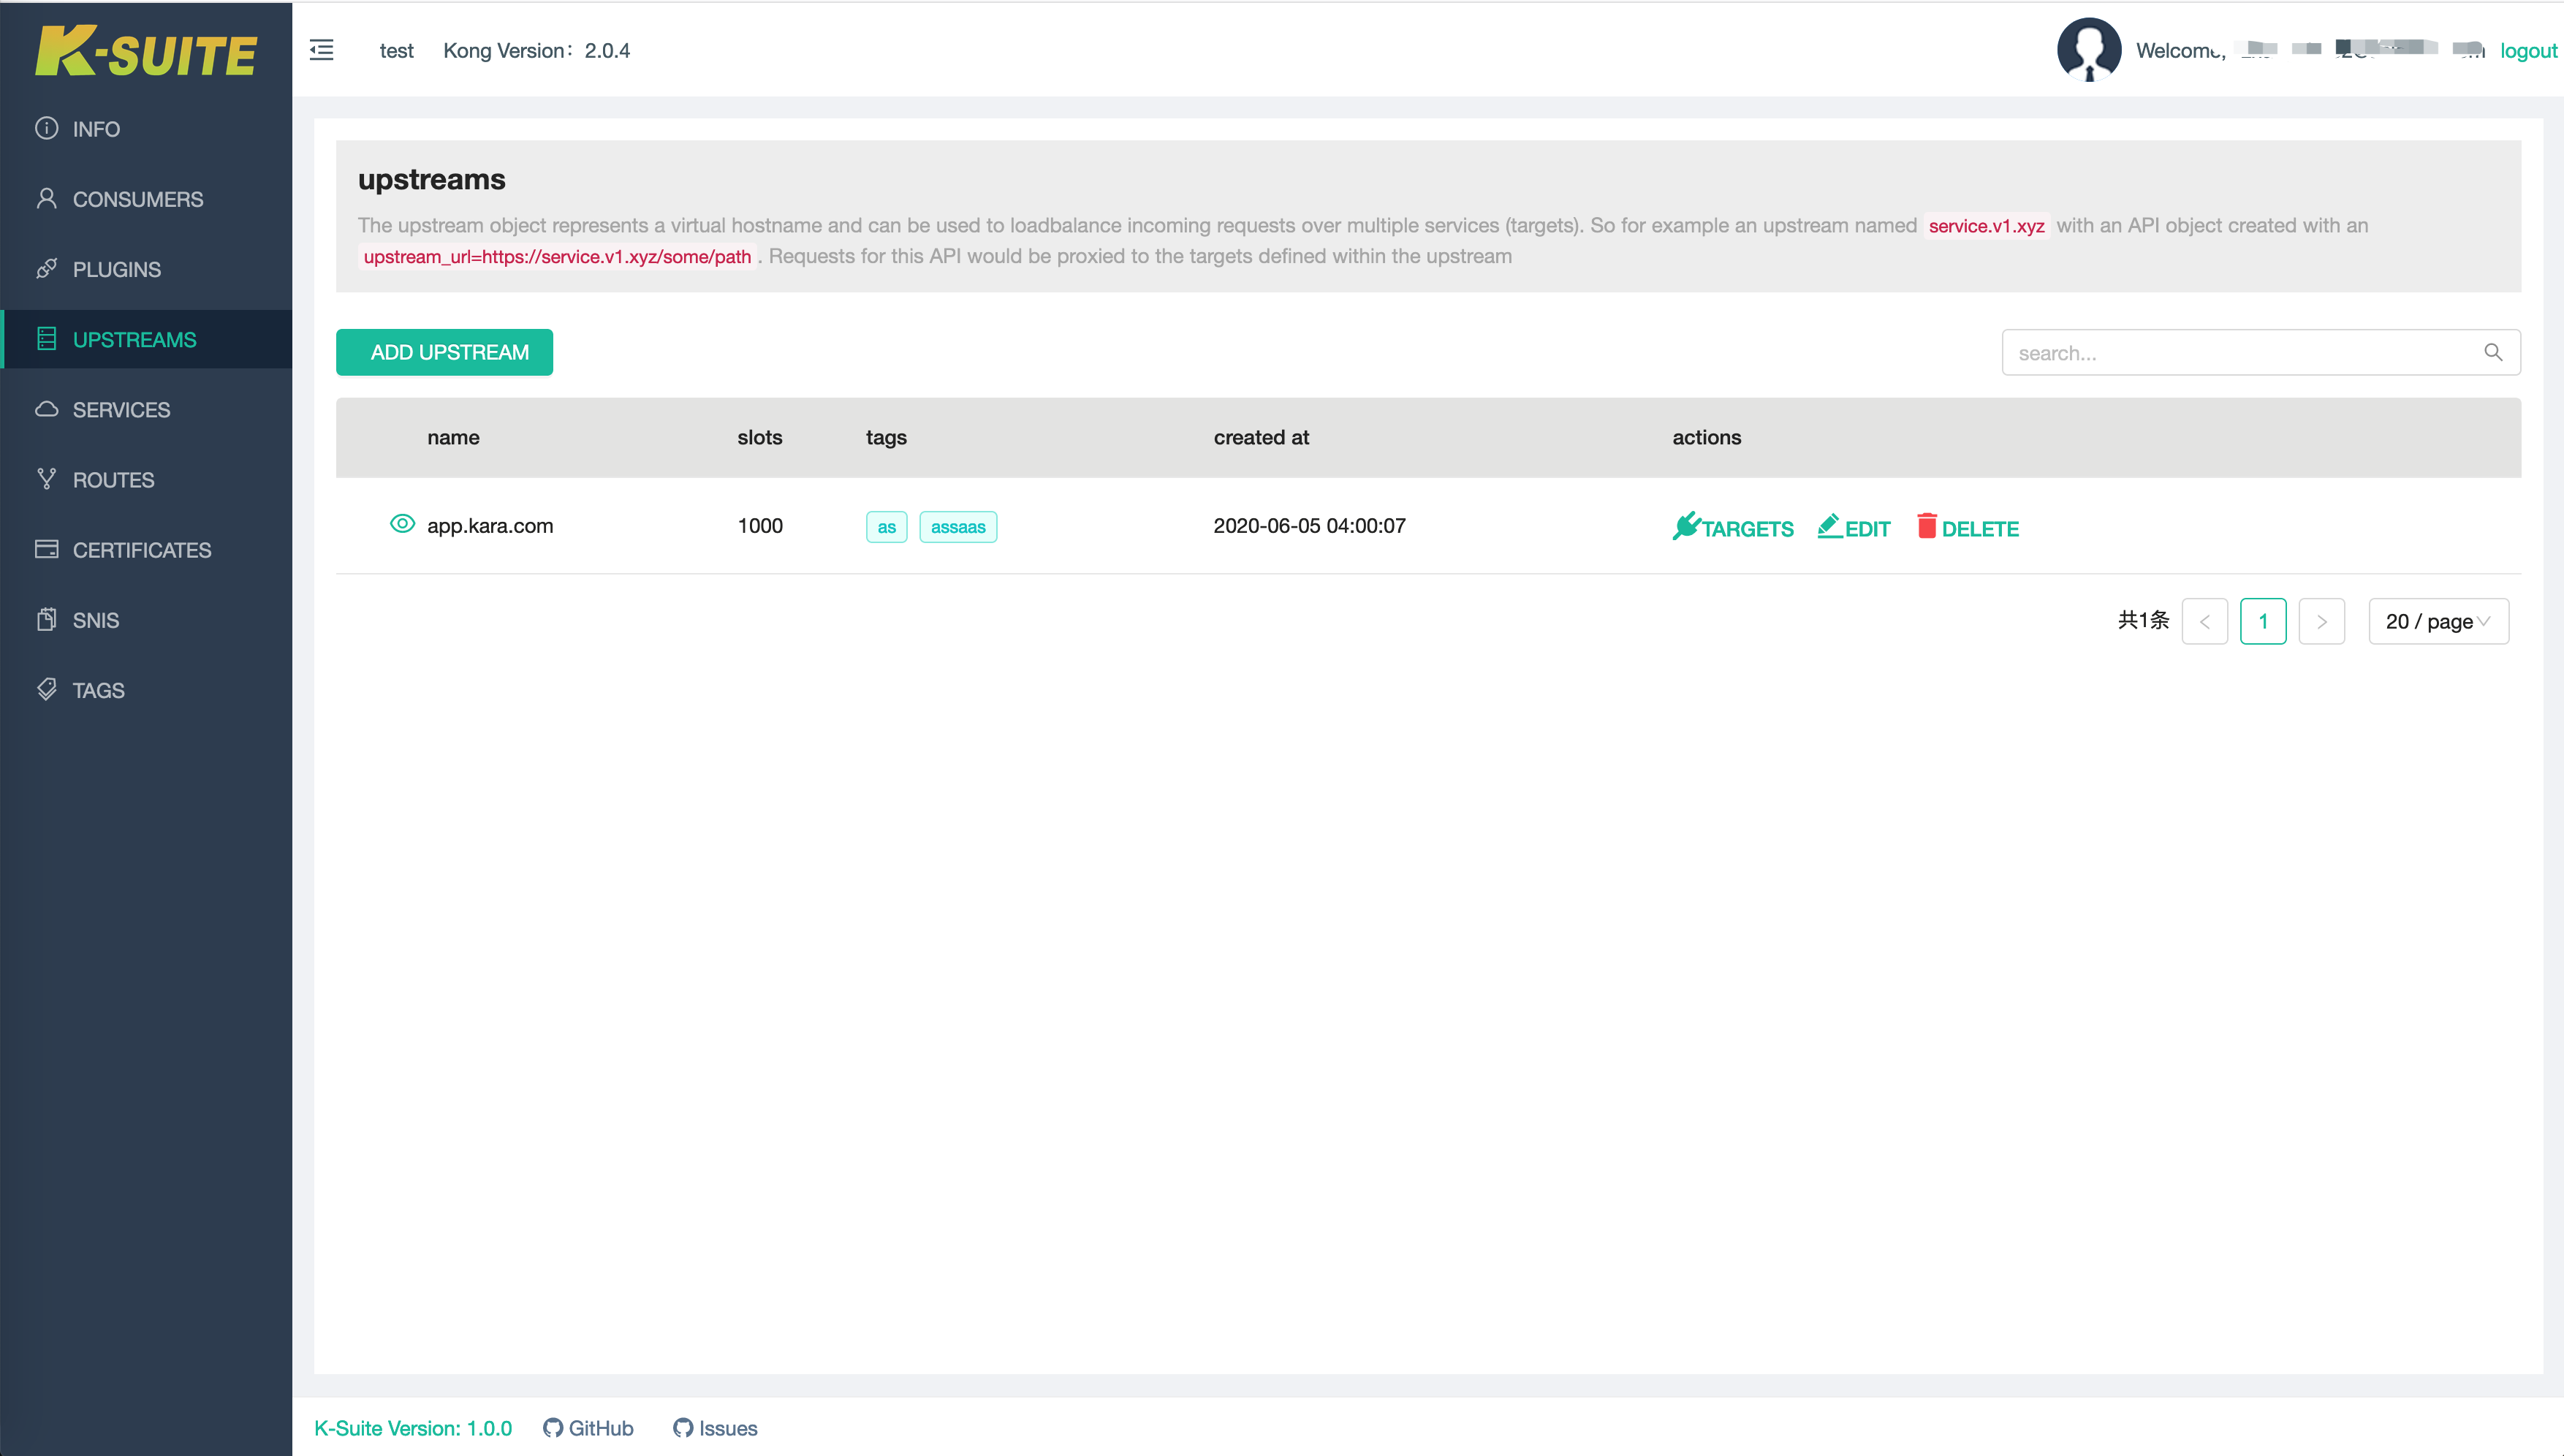 K-SUITE
test Kong Version：2.0.4
Welcome, logout
INFO
CONSUMERS
PLUGINS
UPSTREAMS
SERVICES
ROUTES
CERTIFICATES
SNIS
TAGS
upstreams
The upstream object represents a virtual hostname and can be used to loadbalance incoming requests over multiple services (targets). So for example an upstream named service.v1.xyz with an API object created with an
upstream_url=https://service.v1.xyz/some/path . Requests for this API would be proxied to the targets defined within the upstream
ADD UPSTREAM
search...
name slots tags created at actions
app.kara.com 1000 as assaas 2020-06-05 04:00:07 TARGETS EDIT DELETE
共1条 < 1 > 20 / page
K-Suite Version: 1.0.0 GitHub Issues